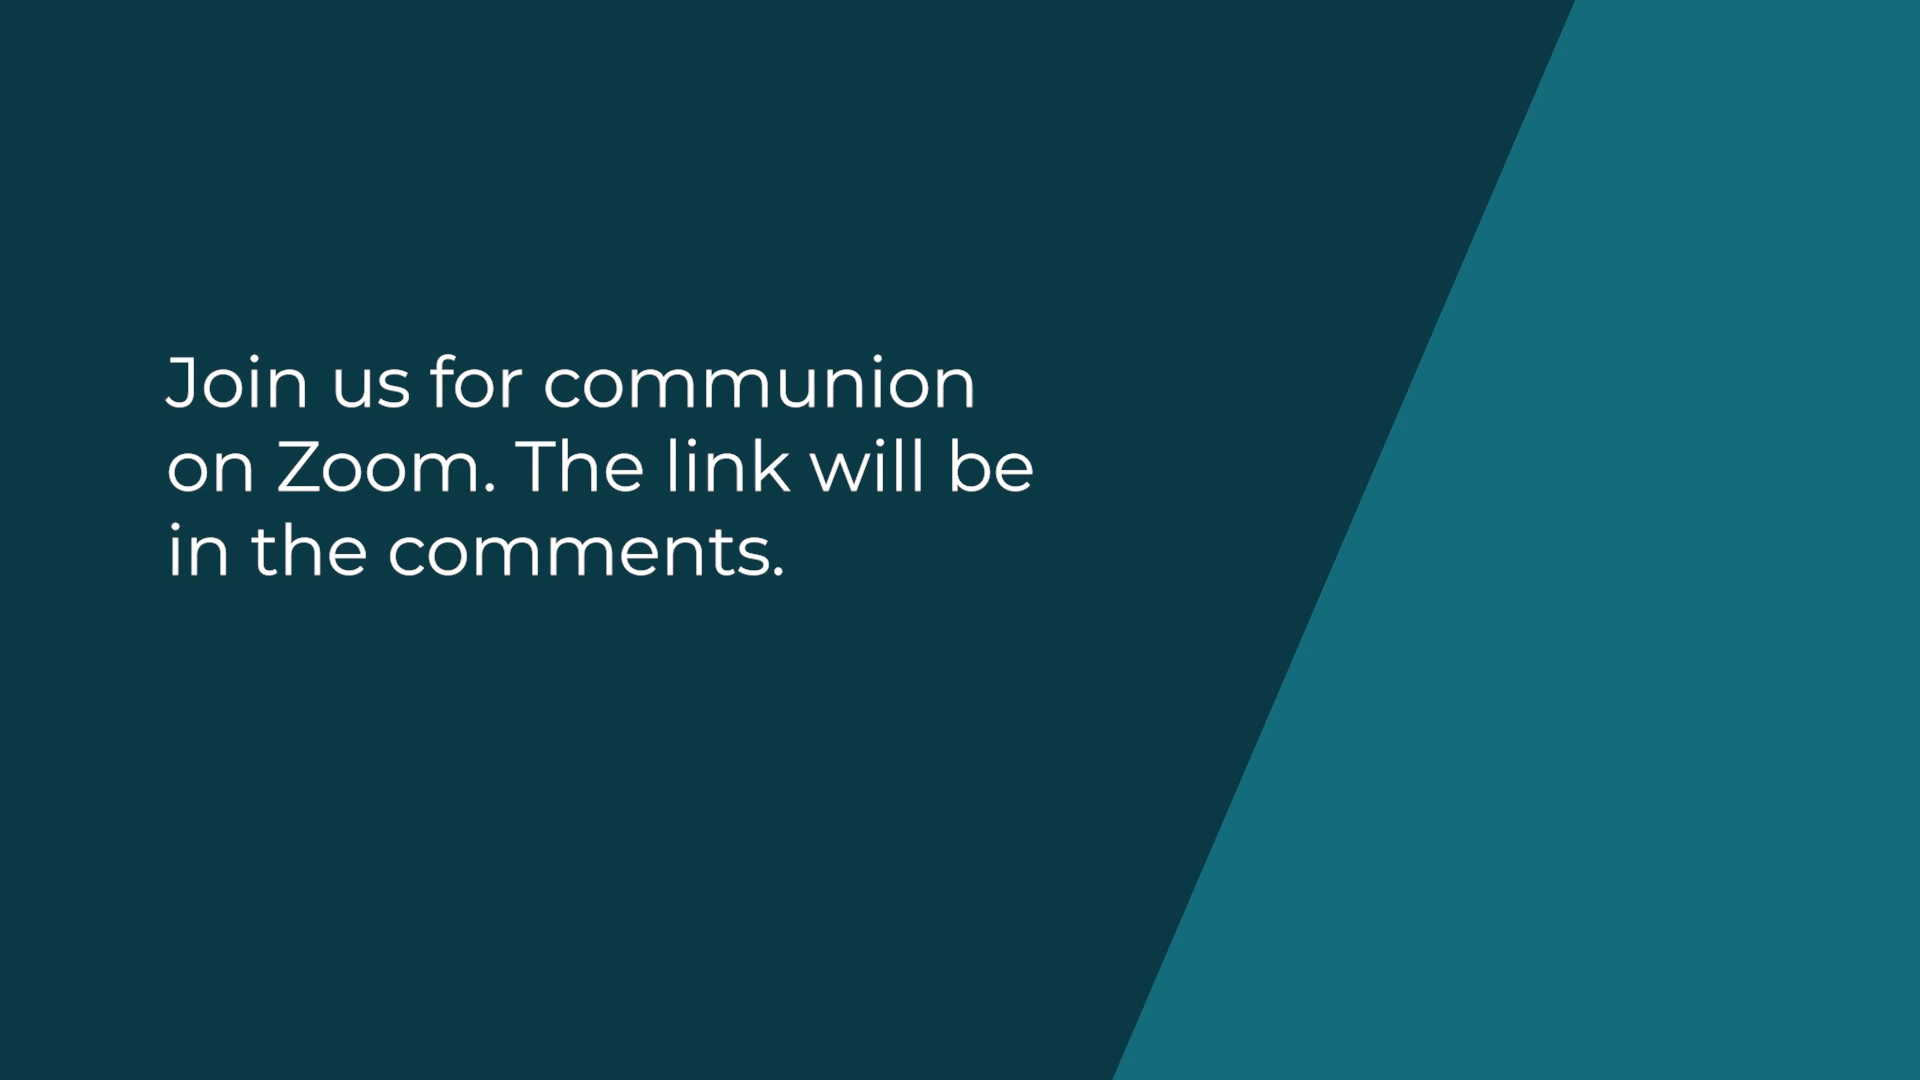 Join us for communion
on Zoom. The link will be
in the comments.